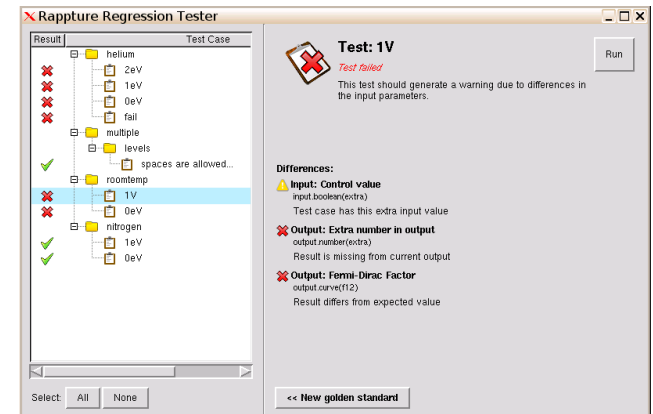 Rappture Regression Tester
Result
Test Case
helium
2eV
1eV
0eV
fail
multiple
levels
spaces are allowed...
roomtemp
1V
0eV
nitrogen
1eV
0eV
Select:
All
None
Test: 1V
Run
Test failed
This test should generate a warning due to differences in
the input parameters.
Differences:
Input: Control value
input.boolean(extra)
Test case has this extra input value
Output: Extra number in output
output.number(extra)
Result is missing from current output
Output: Fermi-Dirac Factor
output.curve(f12)
Result differs from expected value
<< New golden standard